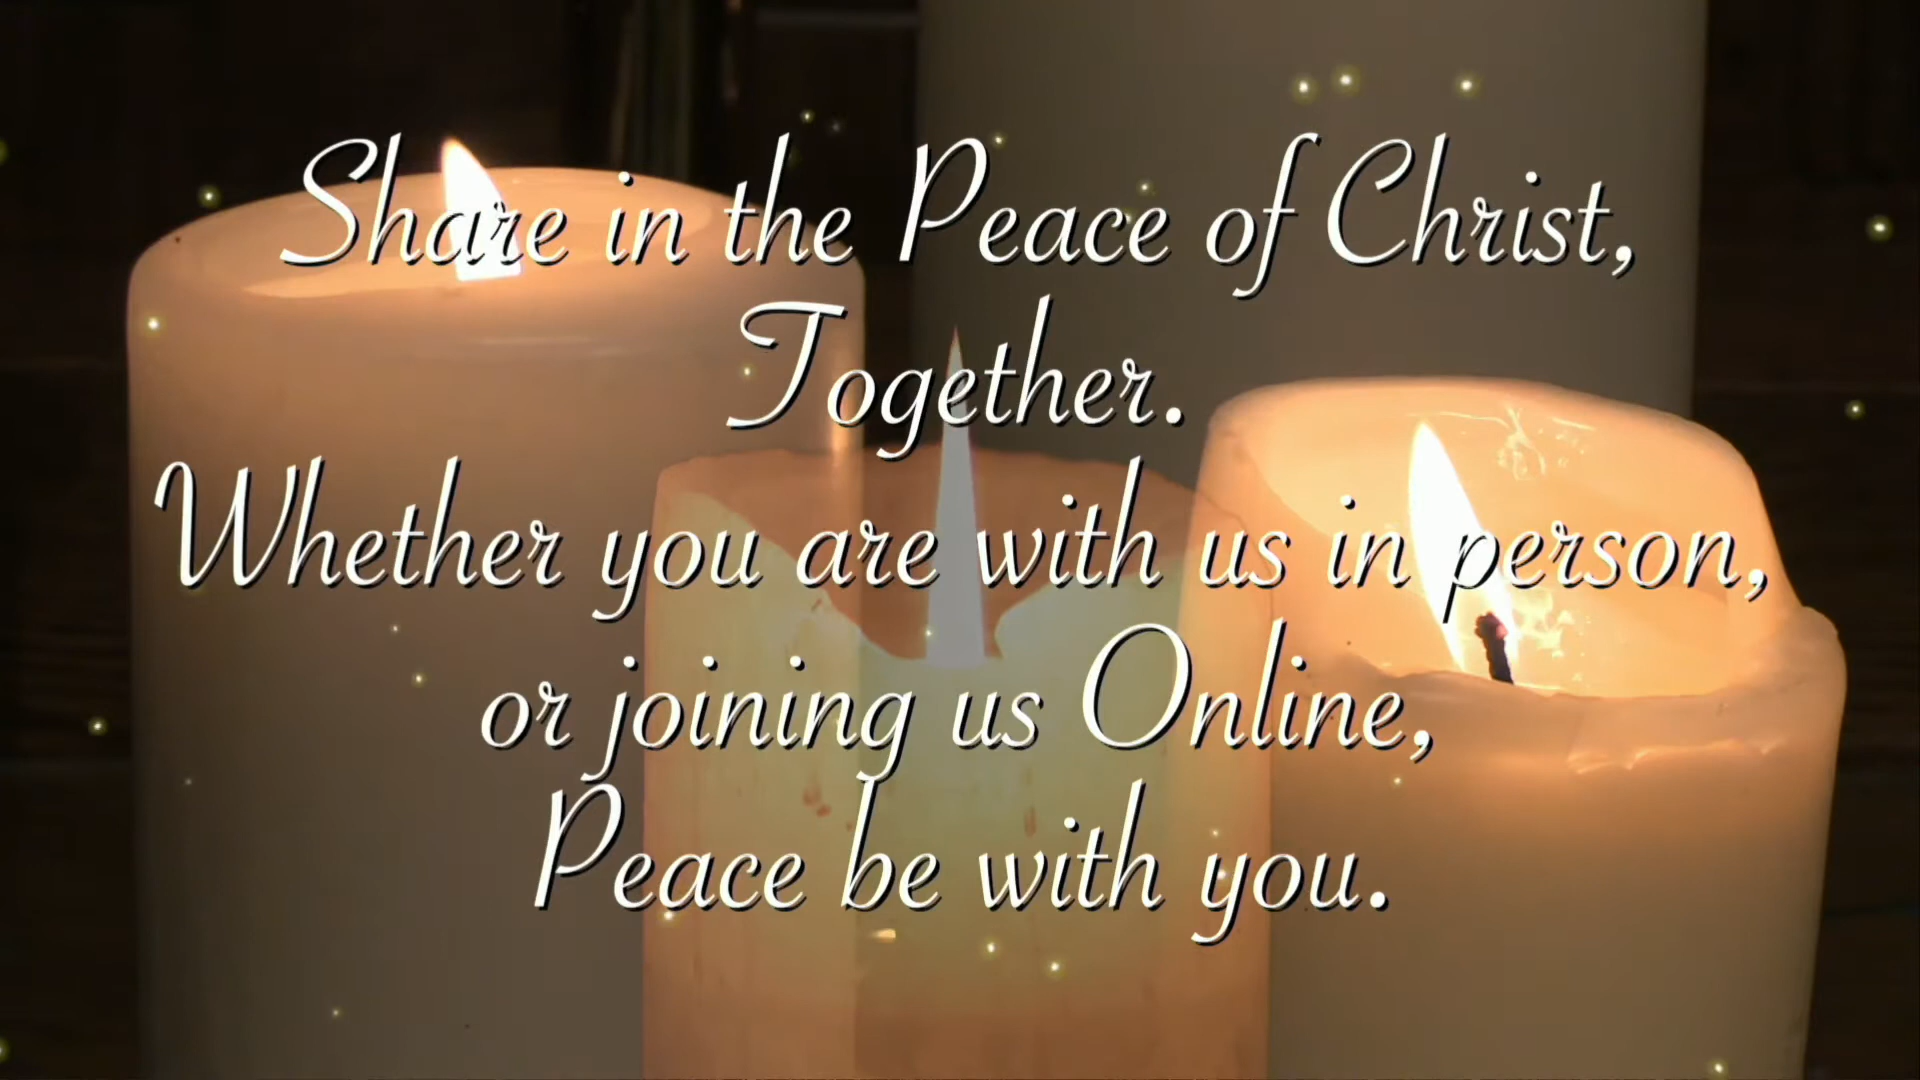 Share in the Peace of Christ,
Together.
Whether you are with us in person,
or joining us Online,
Peace be with you.